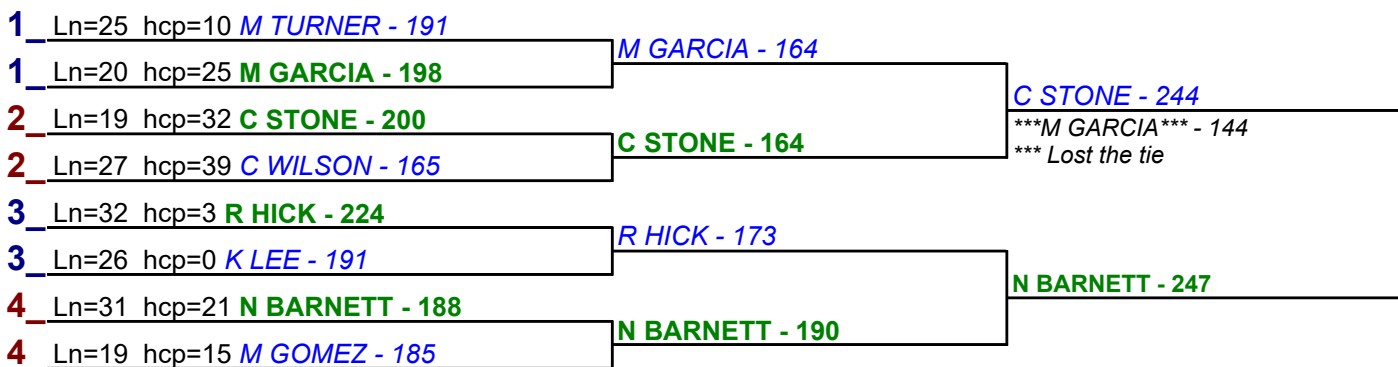 1_ Ln=25 hcp=10 M TURNER - 191
M GARCIA - 164
1_ Ln=20 hcp=25 M GARCIA - 198
C STONE - 244
2_ Ln=19 hcp=32 C STONE - 200
***M GARCIA*** - 144
C STONE - 164
*** Lost the tie
2_ Ln=27 hcp=39 C WILSON - 165
3_ Ln=32 hcp=3 R HICK - 224
R HICK - 173
3_ Ln=26 hcp=0 K LEE - 191
N BARNETT - 247
4_ Ln=31 hcp=21 N BARNETT - 188
N BARNETT - 190
4 Ln=19 hcp=15 M GOMEZ - 185